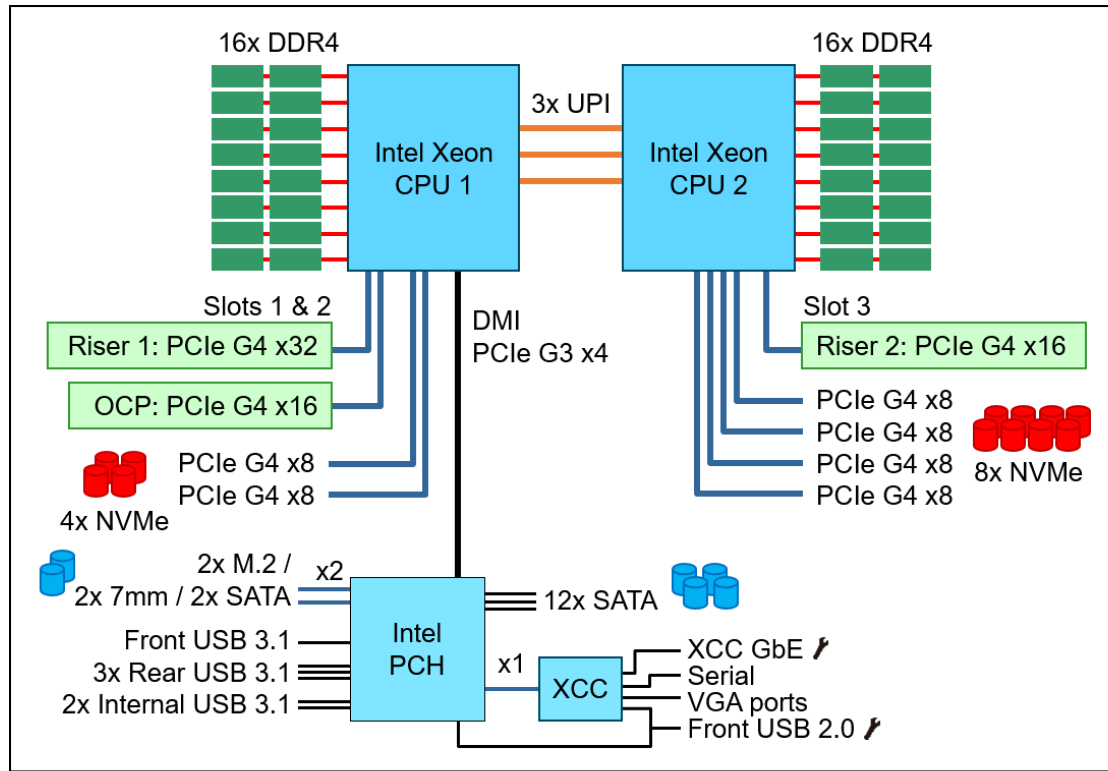 16x DDR4
16x DDR4
3x UPI
Intel Xeon
CPU 1
Intel Xeon
CPU 2
Slots 1 & 2
Riser 1: PCIe G4 x32
OCP: PCIe G4 x16
DMI
PCIe G3 x4
Slot 3
Riser 2: PCIe G4 x16
PCIe G4 x8
PCIe G4 x8
PCIe G4 x8
PCIe G4 x8
8x NVMe
PCIe G4 x8
PCIe G4 x8
4x NVMe
2x M.2 /
2x 7mm / 2x SATA
x2
12x SATA
Front USB 3.1
3x Rear USB 3.1
2x Internal USB 3.1
Intel
PCH
x1
XCC
XCC GbE
Serial
VGA ports
Front USB 2.0